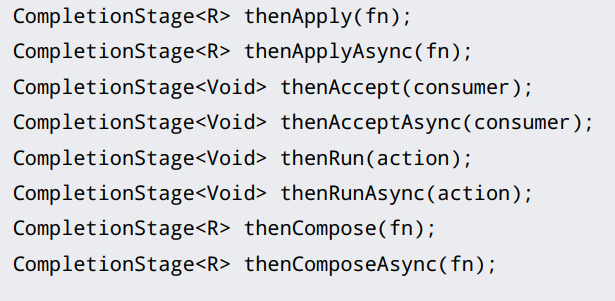 CompletionStage<R> thenApply(fn);
CompletionStage<R> thenApplyAsync(fn);
CompletionStage<Void> thenAccept(consumer);
CompletionStage<Void> thenAcceptAsync(consumer);
CompletionStage<Void> thenRun(action);
CompletionStage<Void> thenRunAsync(action);
CompletionStage<R> thenCompose(fn);
CompletionStage<R> thenComposeAsync(fn);